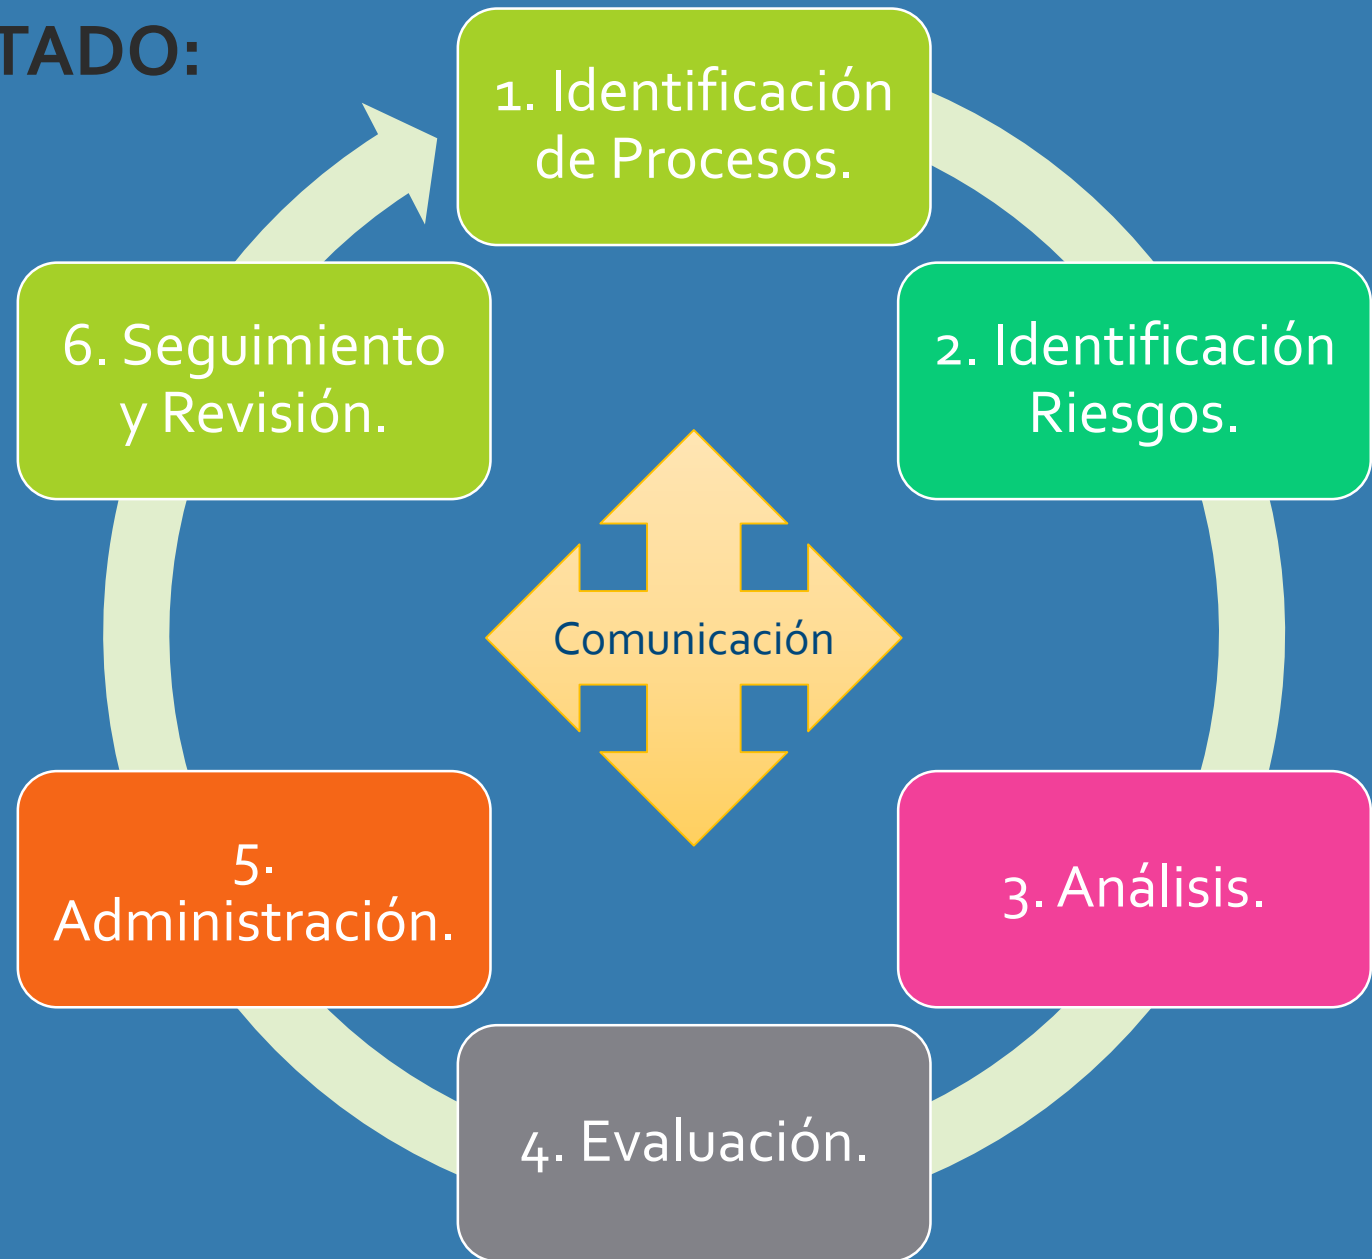 TADO:
1. Identificación
de Procesos.
2. Identificación
Riesgos.
3. Análisis.
4. Evaluación.
5.
Administración.
6. Seguimiento
y Revisión.
Comunicación